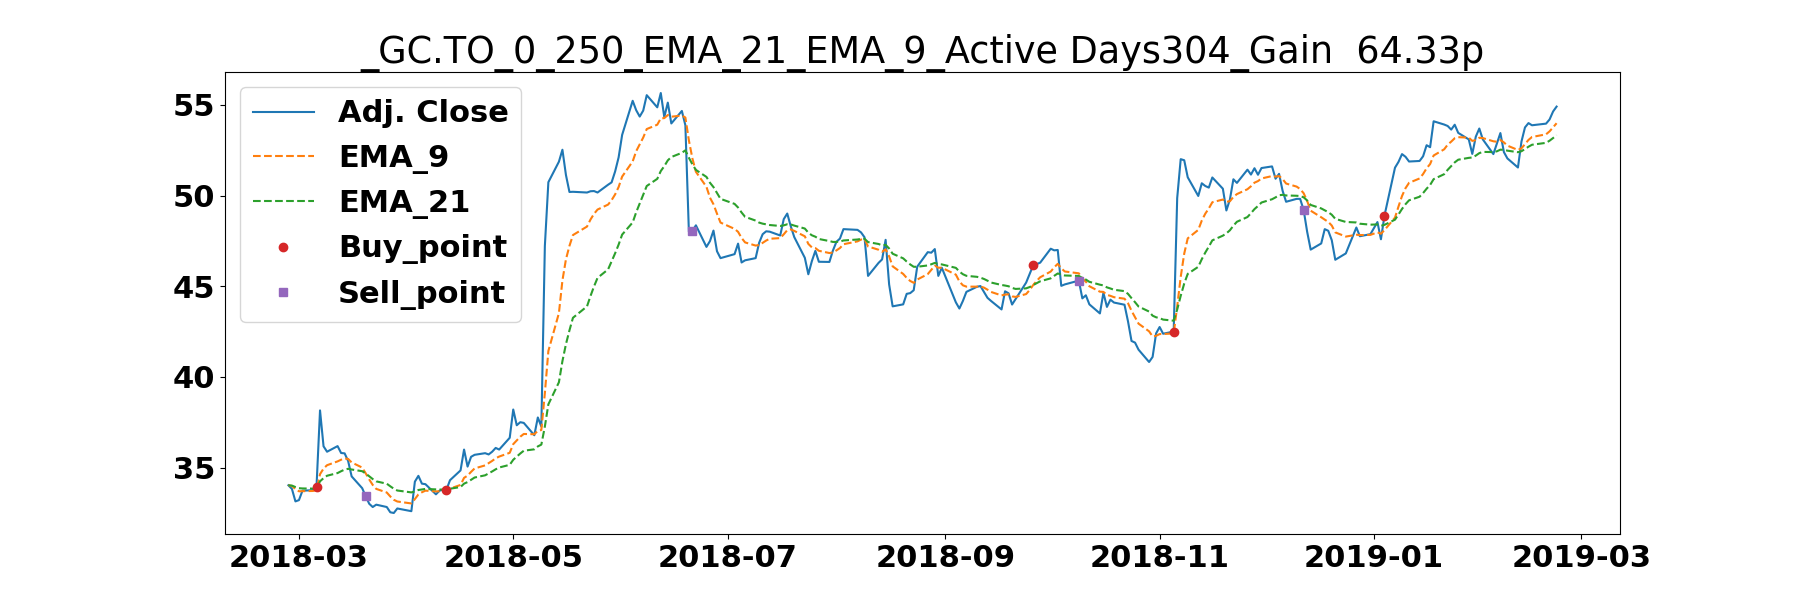 _GC.TO_0_250_EMA_21_EMA_9_Active Days304_Gain  64.33p
Adj. Close
EMA_9
EMA_21
Buy_point
Sell_point
55
50
45
40
35
2018-03 2018-05 2018-07 2018-09 2018-11 2019-01 2019-03